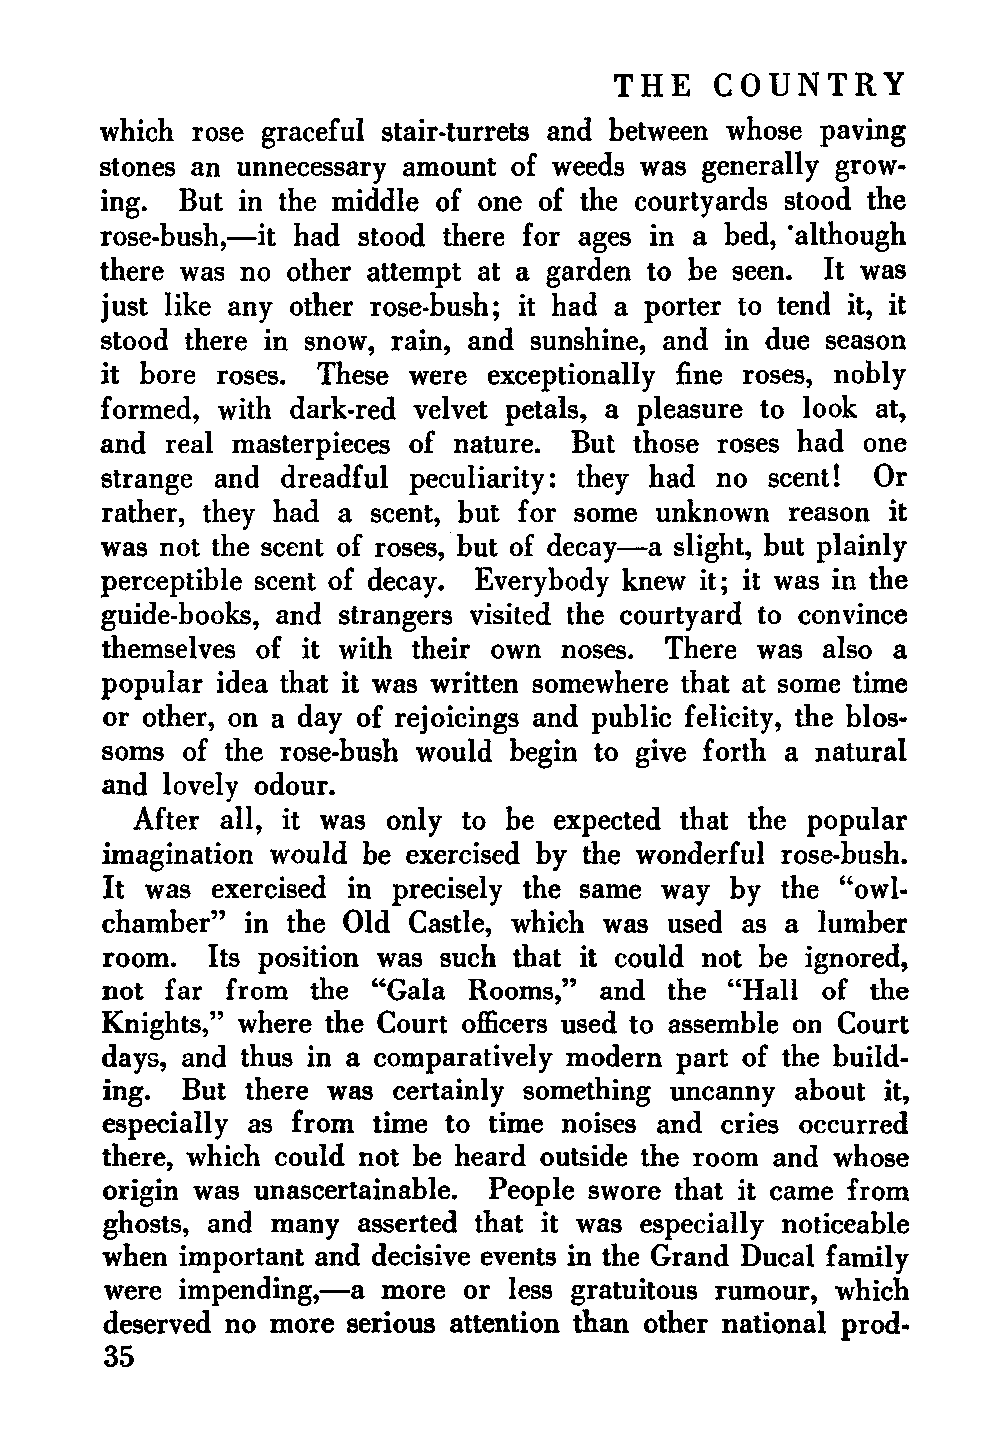 THE COUNTRY
which rose graceful stair-turrets and between whose paving
stones an unnecessary amount of weeds was generally grow-
ing. But in the middle of one of the courtyards stood the
rose-bush,—it had stood there for ages in a bed, 'although
there was no other attempt at a garden to be seen. It was
just like any other rose-bush; it had a porter to tend it, it
stood there in snow, rain, and sunshine, and in due season
it bore roses. These were exceptionally fine roses, nobly
formed, with dark-red velvet petals, a pleasure to look at,
and real masterpieces of nature. But those roses had one
strange and dreadful peculiarity: they had no scent! Or
rather, they had a scent, but for some unknown reason it
was not the scent of roses, but of decay—a slight, but plainly
perceptible scent of decay. Everybody knew it; it was in the
guide-books, and strangers visited the courtyard to convince
themselves of it with their own noses. There was also a
popular idea that it was written somewhere that at some time
or other, on a day of rejoicings and public felicity, the blos-
soms of the rose-bush would begin to give forth a natural
and lovely odour.
After all, it was only to be expected that the popular
imagination would be exercised by the wonderful rose-bush.
It was exercised in precisely the same way by the “owl-
chamber” in the Old Castle, which was used as a lumber
room. Its position was such that it could not be ignored,
not far from the “Gala Rooms,” and the “Hall of the
Knights,” where the Court officers used to assemble on Court
days, and thus in a comparatively modern part of the build-
ing. But there was certainly something uncanny about it,
especially as from time to time noises and cries occurred
there, which could not be heard outside the room and whose
origin was unascertainable. People swore that it came from
ghosts, and many asserted that it was especially noticeable
when important and decisive events in the Grand Ducal family
were impending,—a more or less gratuitous rumour, which
deserved no more serious attention than other national prod-
35